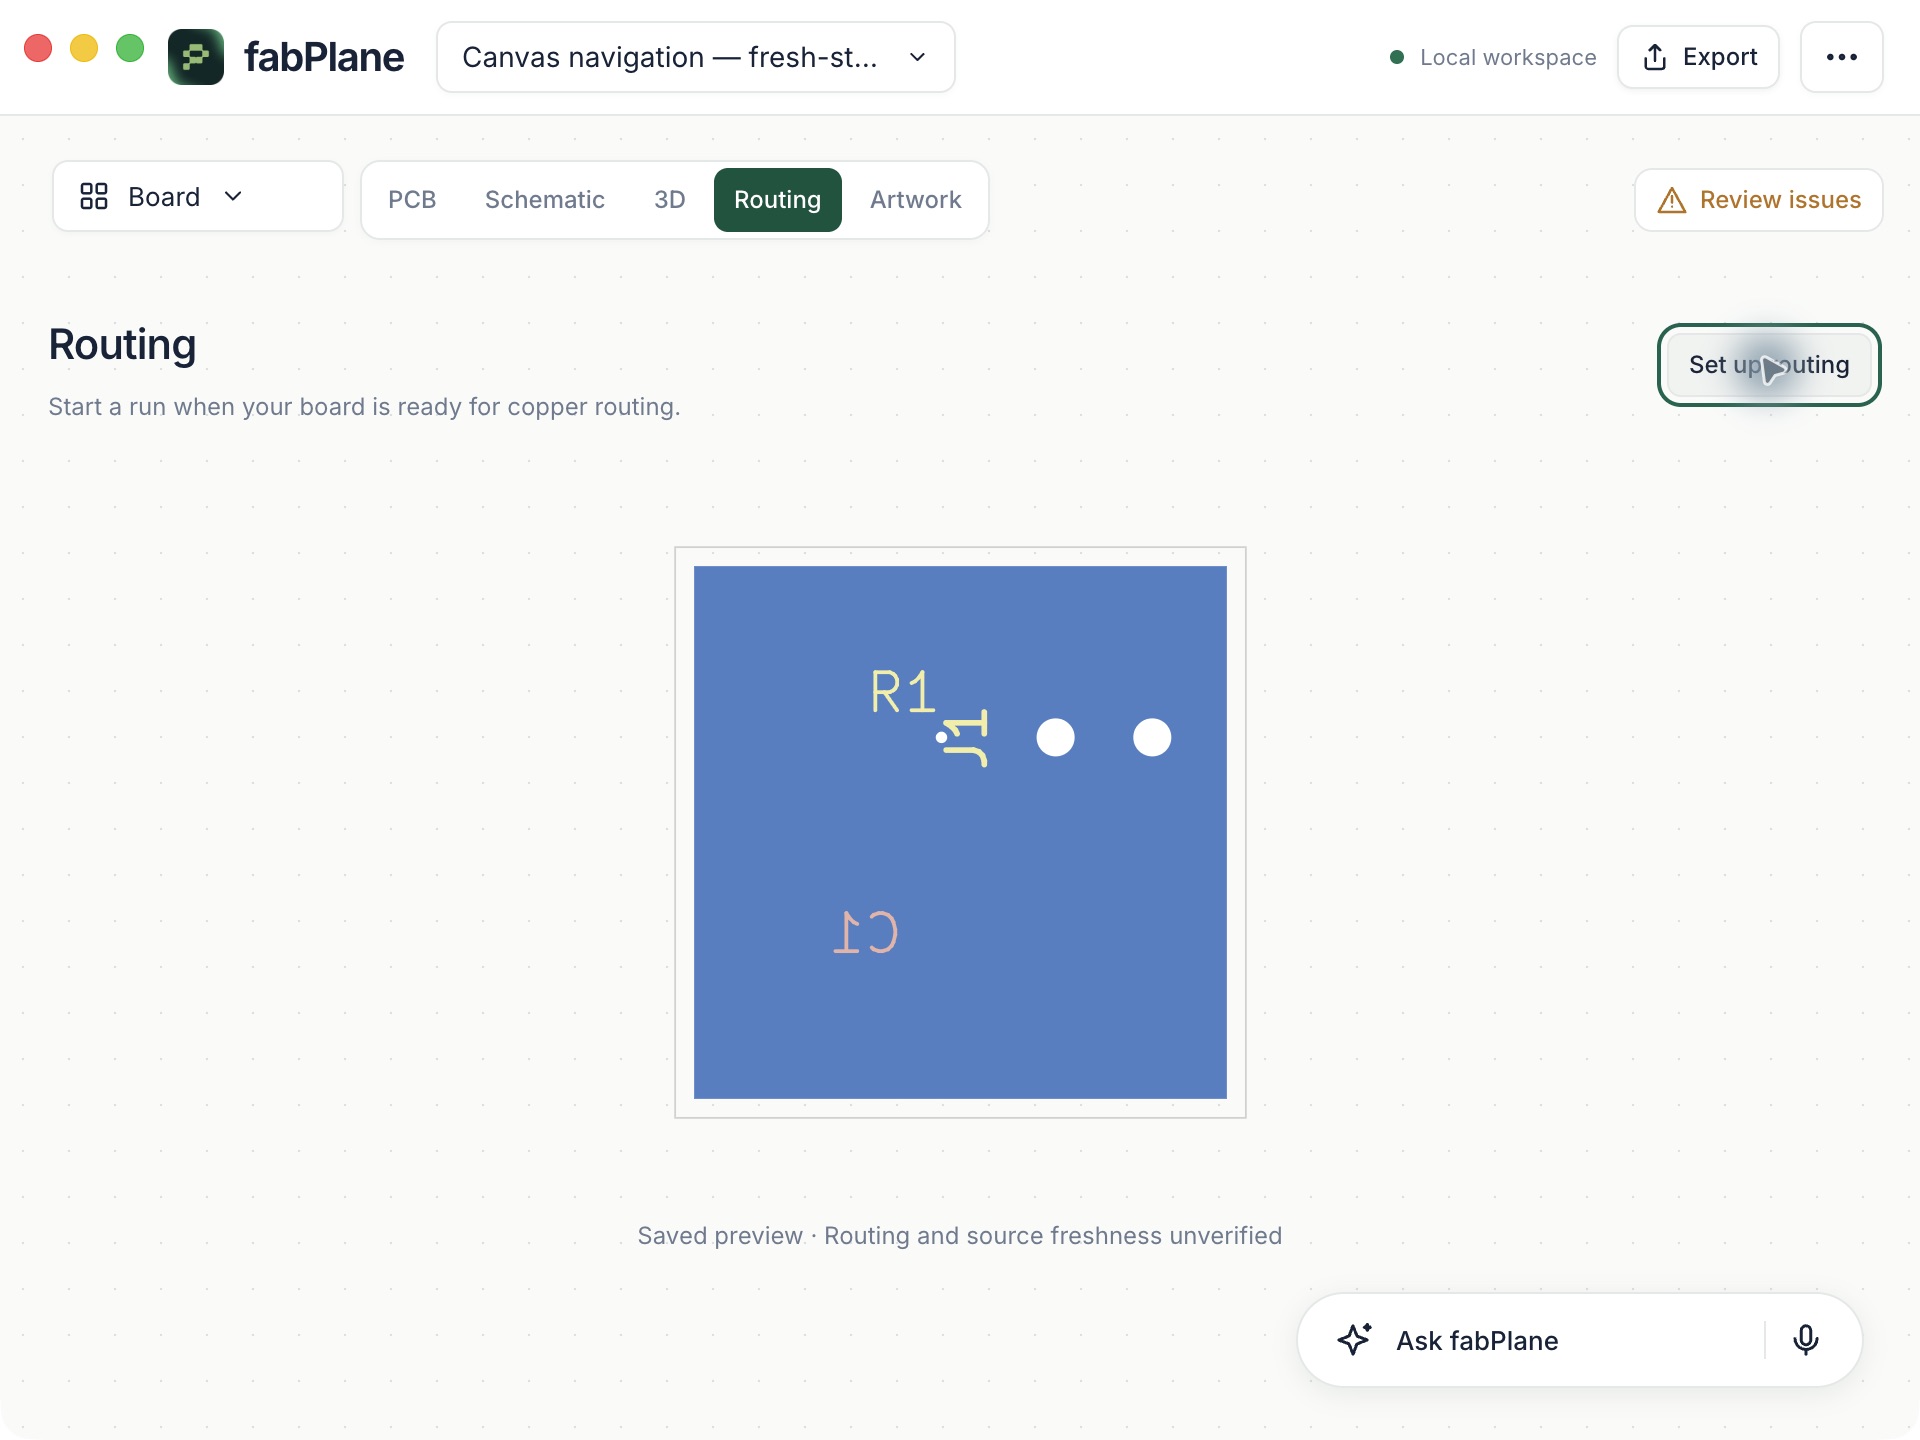 fabPlane
Canvas navigation — fresh-st...
Local workspace
Export
Board
PCB
Schematic
3D
Routing
Artwork
Review issues
Routing
Set up routing
Start a run when your board is ready for copper routing.
R1
J1
C1
Saved preview · Routing and source freshness unverified
Ask fabPlane